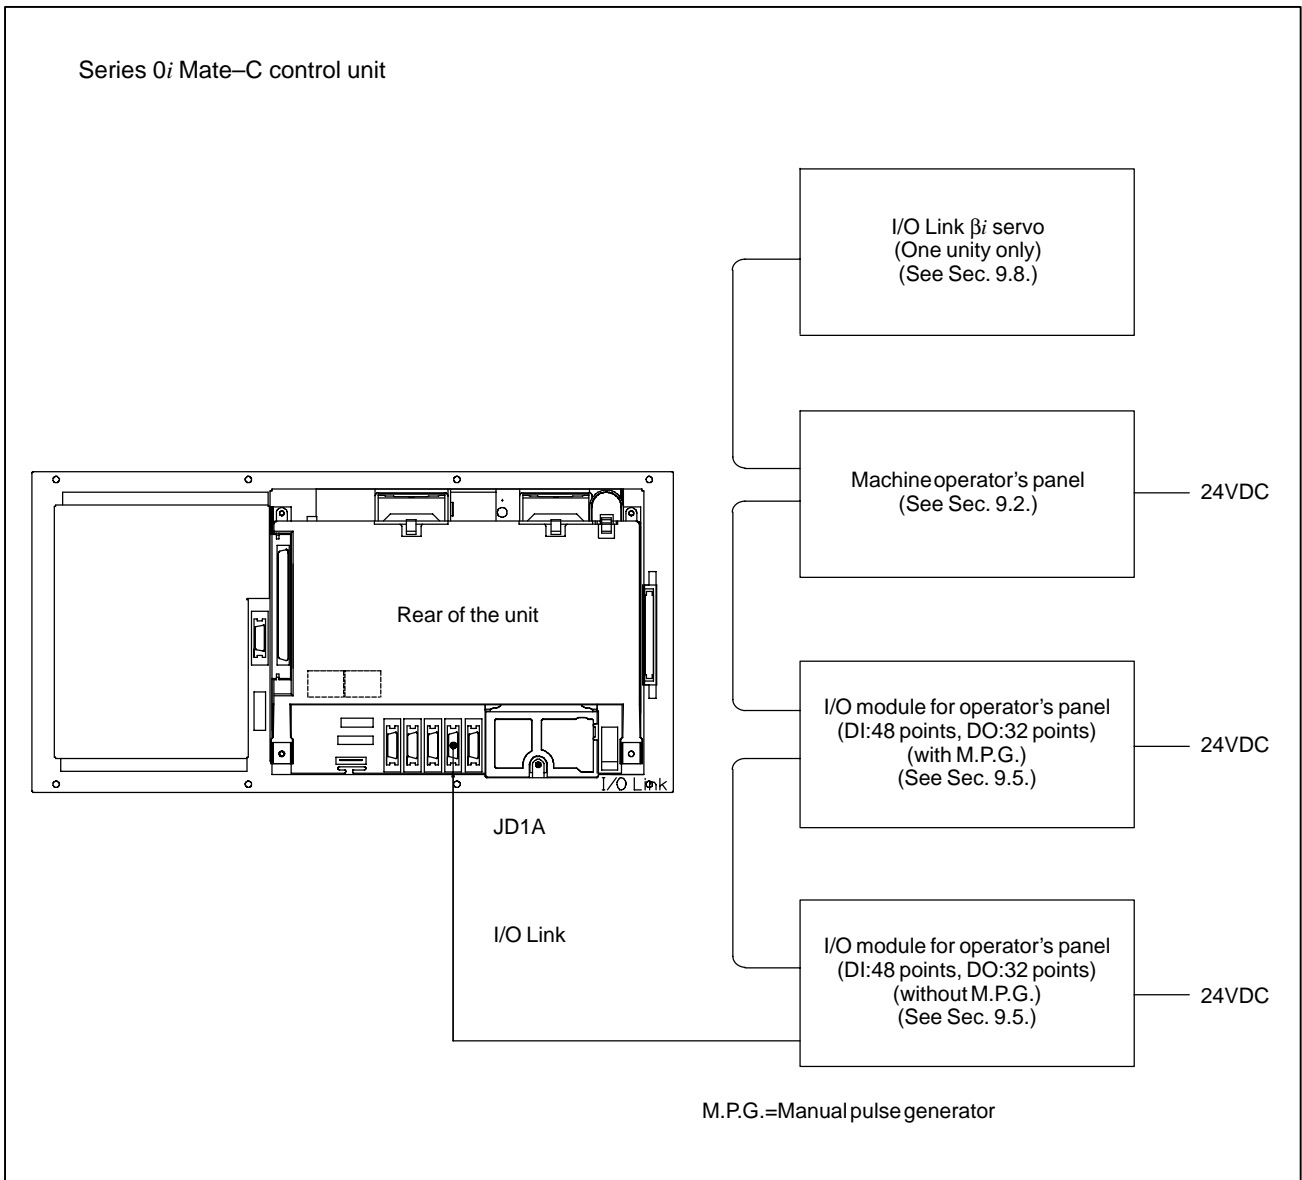 Series 0i Mate–C control unit
I/O Link βi servo
(One unity only)
(See Sec. 9.8.)
Machine operator’s panel
(See Sec. 9.2.)
24VDC
Rear of the unit
I/O module for operator’s panel
(DI:48 points, DO:32 points)
(with M.P.G.)
(See Sec. 9.5.)
24VDC
I/O Link
JD1A
I/O Link
I/O module for operator’s panel
(DI:48 points, DO:32 points)
(without M.P.G.)
(See Sec. 9.5.)
24VDC
M.P.G.=Manual pulse generator